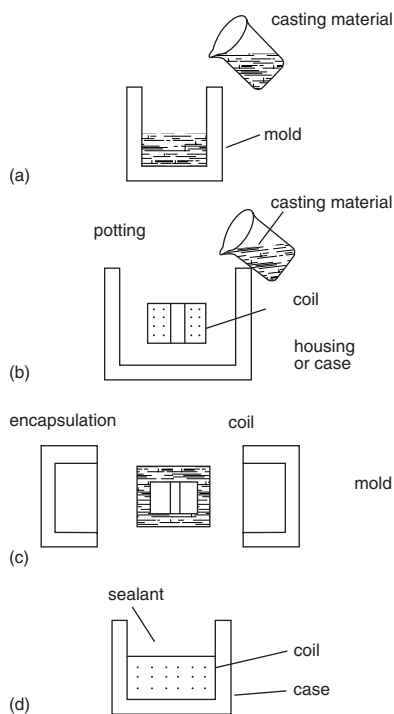 casting material
mold
(a)
casting material
potting
coil
housing
or case
(b)
encapsulation
coil
mold
(c)
sealant
coil
case
(d)